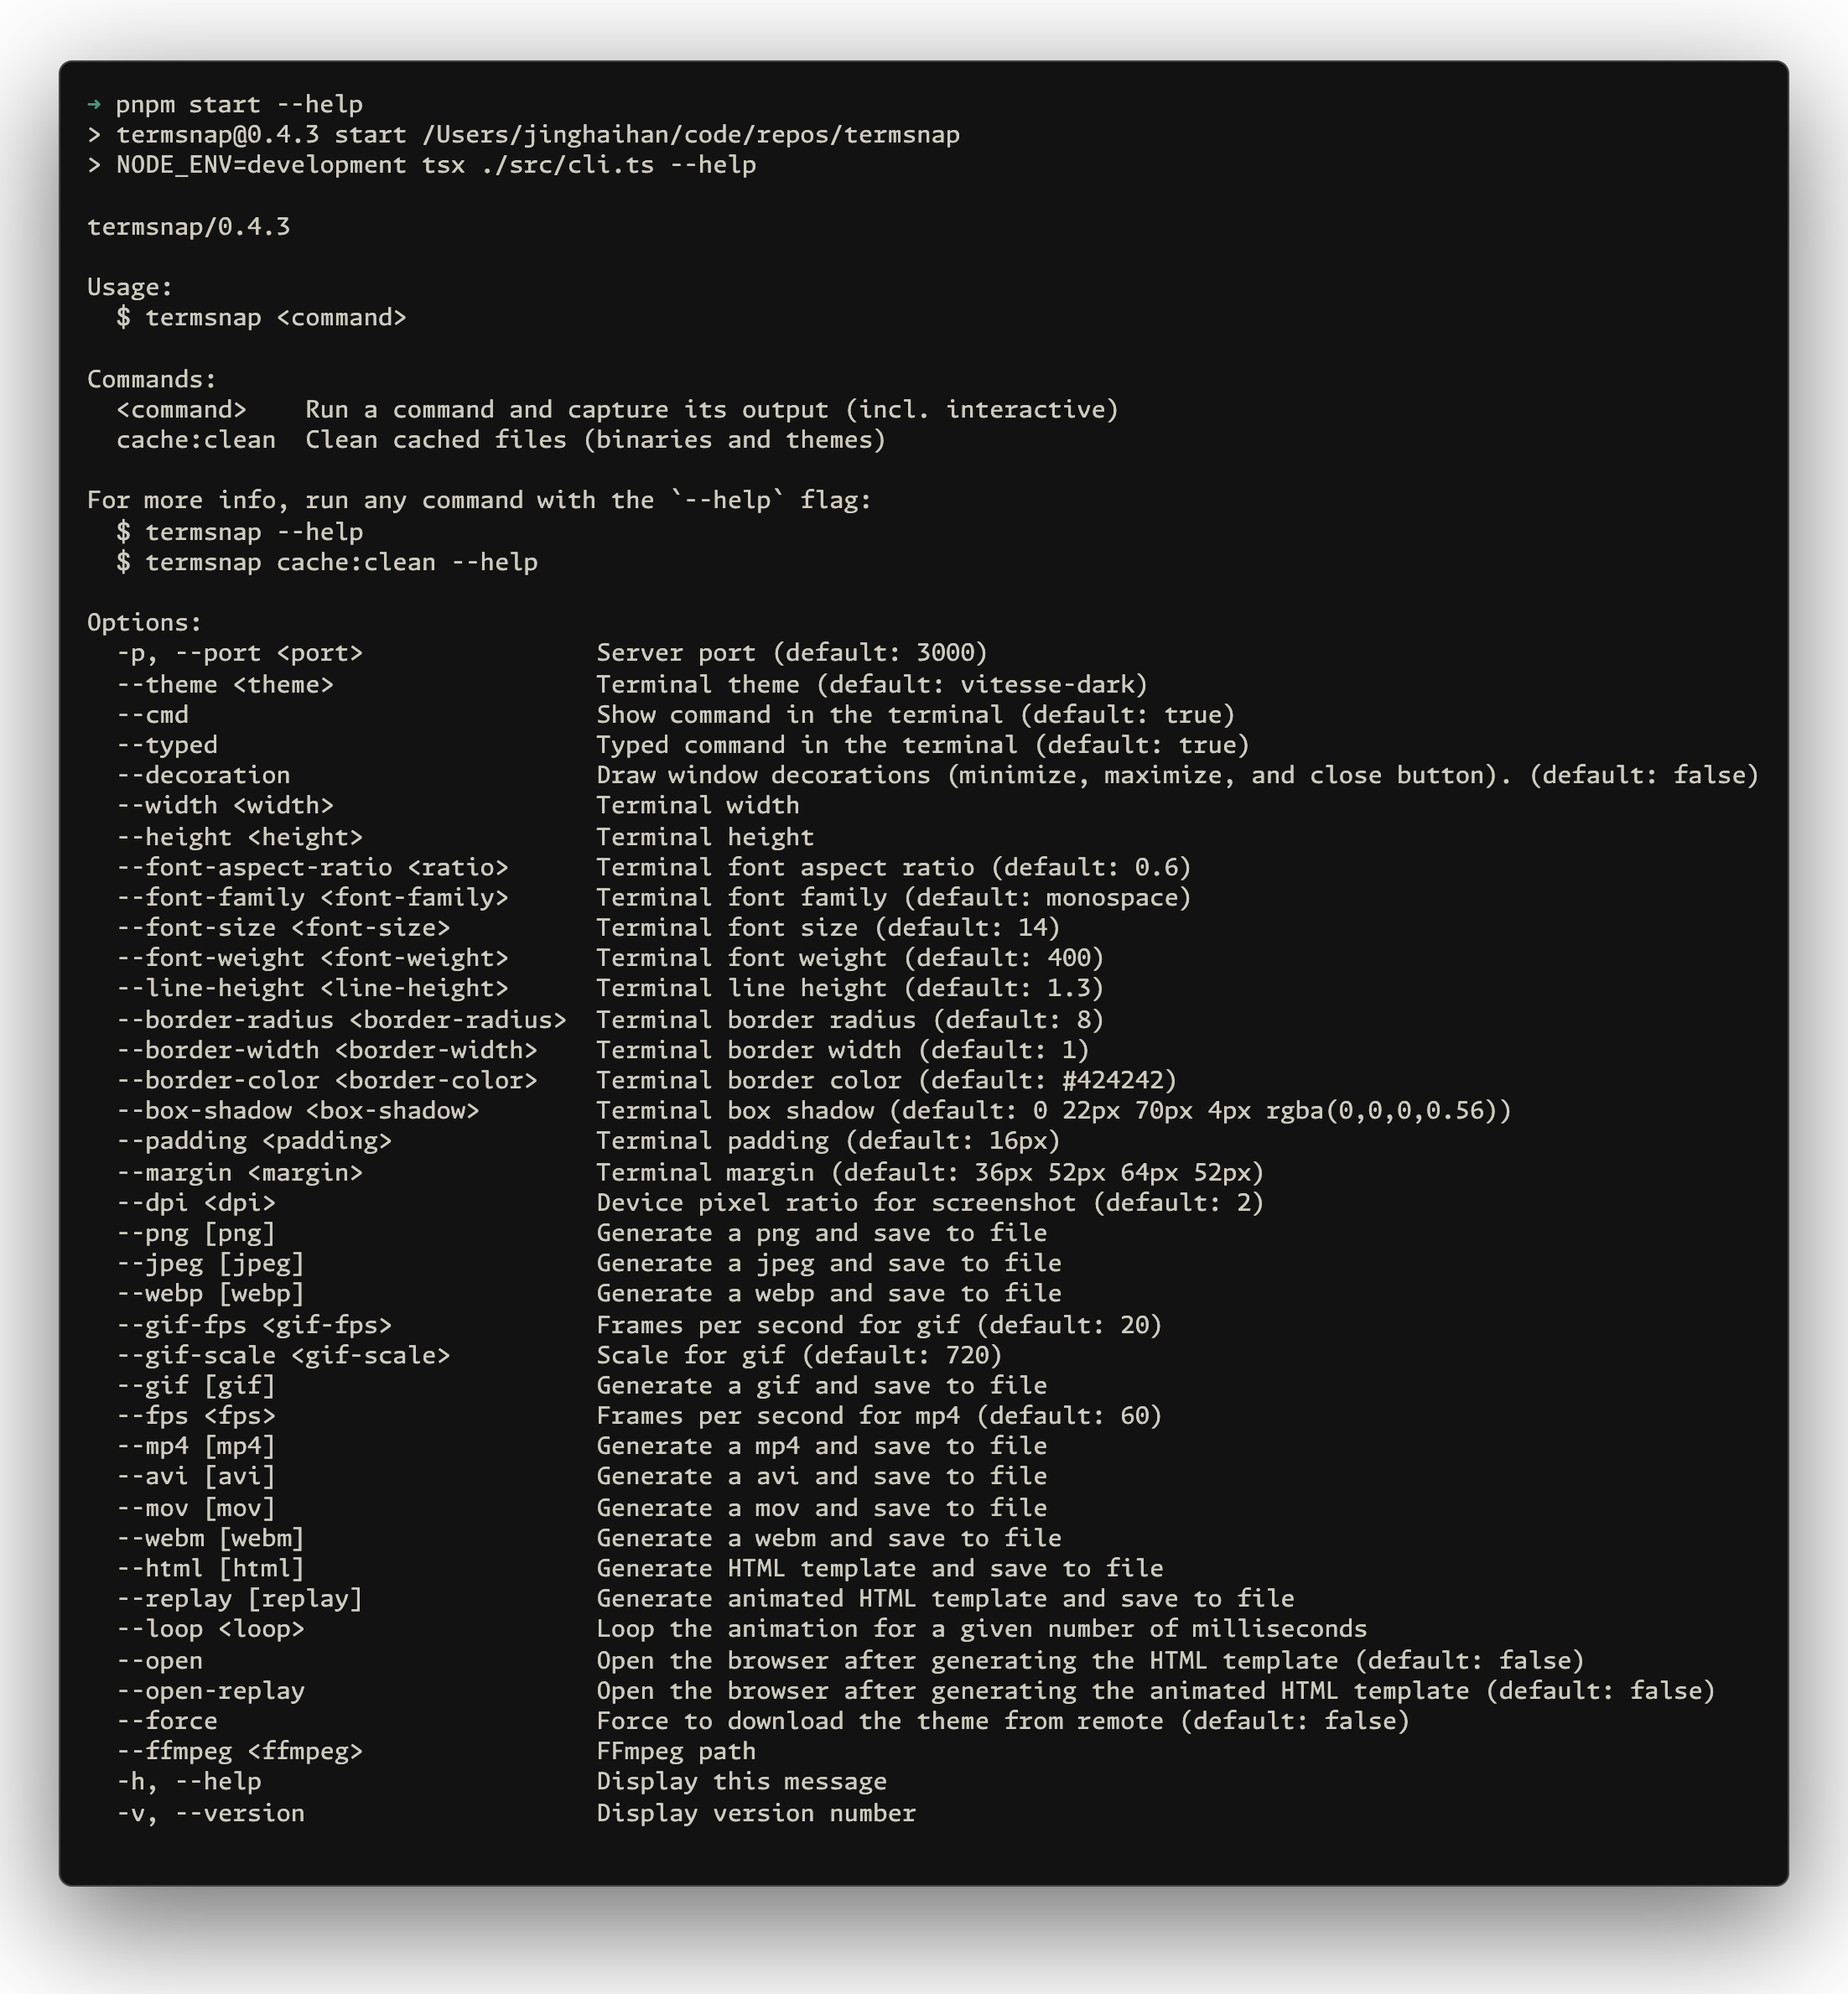 ➜ pnpm start --help
> termsnap@0.4.3 start /Users/jinghaihan/code/repos/termsnap
> NODE_ENV=development tsx ./src/cli.ts --help

termsnap/0.4.3

Usage:
  $ termsnap <command>

Commands:
  <command>    Run a command and capture its output (incl. interactive)
  cache:clean  Clean cached files (binaries and themes)

For more info, run any command with the `--help` flag:
  $ termsnap --help
  $ termsnap cache:clean --help

Options:
  -p, --port <port>                Server port (default: 3000)
  --theme <theme>                  Terminal theme (default: vitesse-dark)
  --cmd                            Show command in the terminal (default: true)
  --typed                          Typed command in the terminal (default: true)
  --decoration                     Draw window decorations (minimize, maximize, and close button). (default: false)
  --width <width>                  Terminal width
  --height <height>                Terminal height
  --font-aspect-ratio <ratio>      Terminal font aspect ratio (default: 0.6)
  --font-family <font-family>      Terminal font family (default: monospace)
  --font-size <font-size>          Terminal font size (default: 14)
  --font-weight <font-weight>      Terminal font weight (default: 400)
  --line-height <line-height>      Terminal line height (default: 1.3)
  --border-radius <border-radius>  Terminal border radius (default: 8)
  --border-width <border-width>    Terminal border width (default: 1)
  --border-color <border-color>    Terminal border color (default: #424242)
  --box-shadow <box-shadow>        Terminal box shadow (default: 0 22px 70px 4px rgba(0,0,0,0.56))
  --padding <padding>              Terminal padding (default: 16px)
  --margin <margin>                Terminal margin (default: 36px 52px 64px 52px)
  --dpi <dpi>                      Device pixel ratio for screenshot (default: 2)
  --png [png]                      Generate a png and save to file
  --jpeg [jpeg]                    Generate a jpeg and save to file
  --webp [webp]                    Generate a webp and save to file
  --gif-fps <gif-fps>              Frames per second for gif (default: 20)
  --gif-scale <gif-scale>          Scale for gif (default: 720)
  --gif [gif]                      Generate a gif and save to file
  --fps <fps>                      Frames per second for mp4 (default: 60)
  --mp4 [mp4]                      Generate a mp4 and save to file
  --avi [avi]                      Generate a avi and save to file
  --mov [mov]                      Generate a mov and save to file
  --webm [webm]                    Generate a webm and save to file
  --html [html]                    Generate HTML template and save to file
  --replay [replay]                Generate animated HTML template and save to file
  --loop <loop>                    Loop the animation for a given number of milliseconds
  --open                           Open the browser after generating the HTML template (default: false)
  --open-replay                    Open the browser after generating the animated HTML template (default: false)
  --force                          Force to download the theme from remote (default: false)
  --ffmpeg <ffmpeg>                FFmpeg path
  -h, --help                       Display this message
  -v, --version                    Display version number